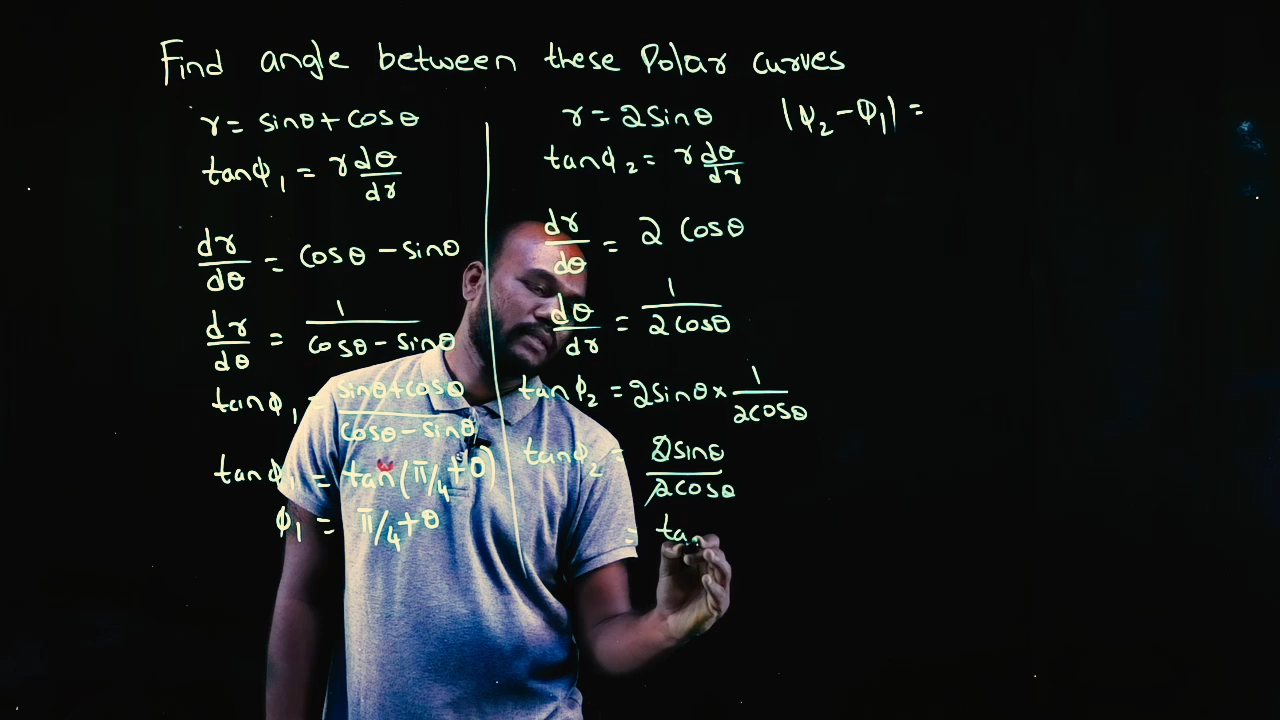 Find angle between these Polar curves
r = sinθ + cosθ
tanϕ₁ = r dθ/dr
dr/dθ = cosθ − sinθ
dr/dθ = 1/(cosθ − sinθ)
tanϕ₁ = (sinθ+cosθ)/(cosθ − sinθ)
tanϕ₁ = tan(π/4 + θ)
ϕ₁ = π/4 + θ
r = 2sinθ
tanϕ₂ = r dθ/dr
dr/dθ = 2 cosθ
dθ/dr = 1/(2cosθ)
tanϕ₂ = 2sinθ × 1/(2cosθ)
tanϕ₂ = 2sinθ/(2cosθ)
= tan
|ϕ₂ − ϕ₁| =